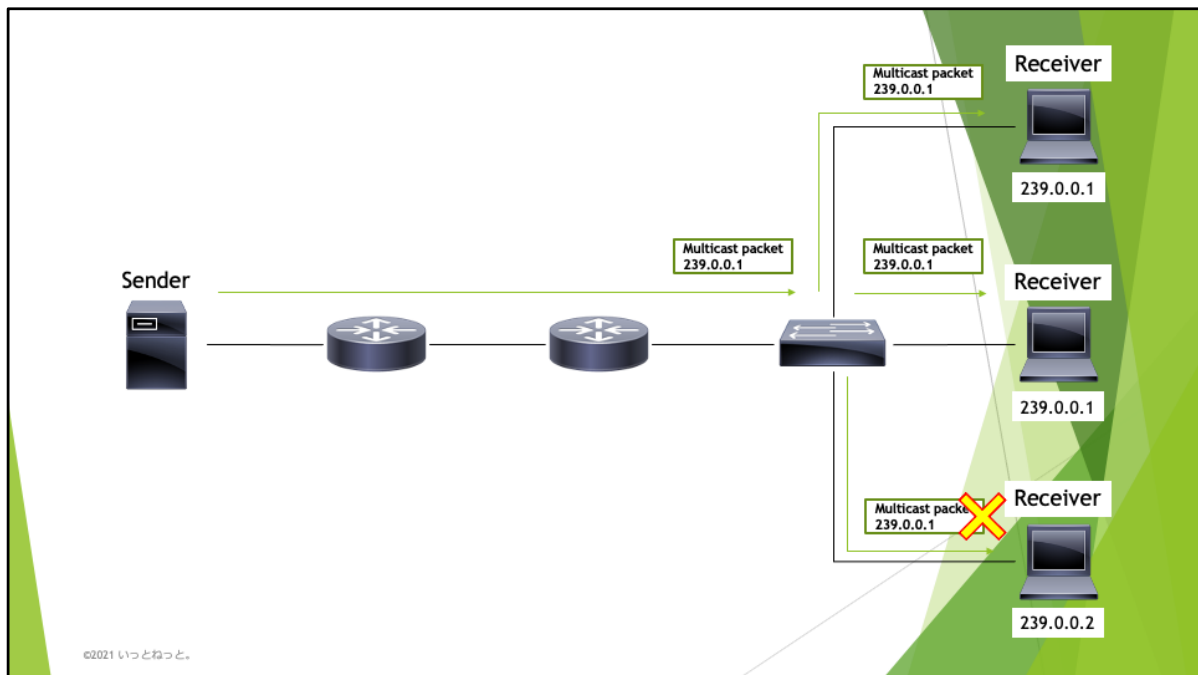 Multicast packet
239.0.0.1
Receiver
239.0.0.1
Sender
Multicast packet
239.0.0.1
Multicast packet
239.0.0.1
Receiver
239.0.0.1
Multicast packet
239.0.0.1
Receiver
239.0.0.2
©2021 いっとねっと。